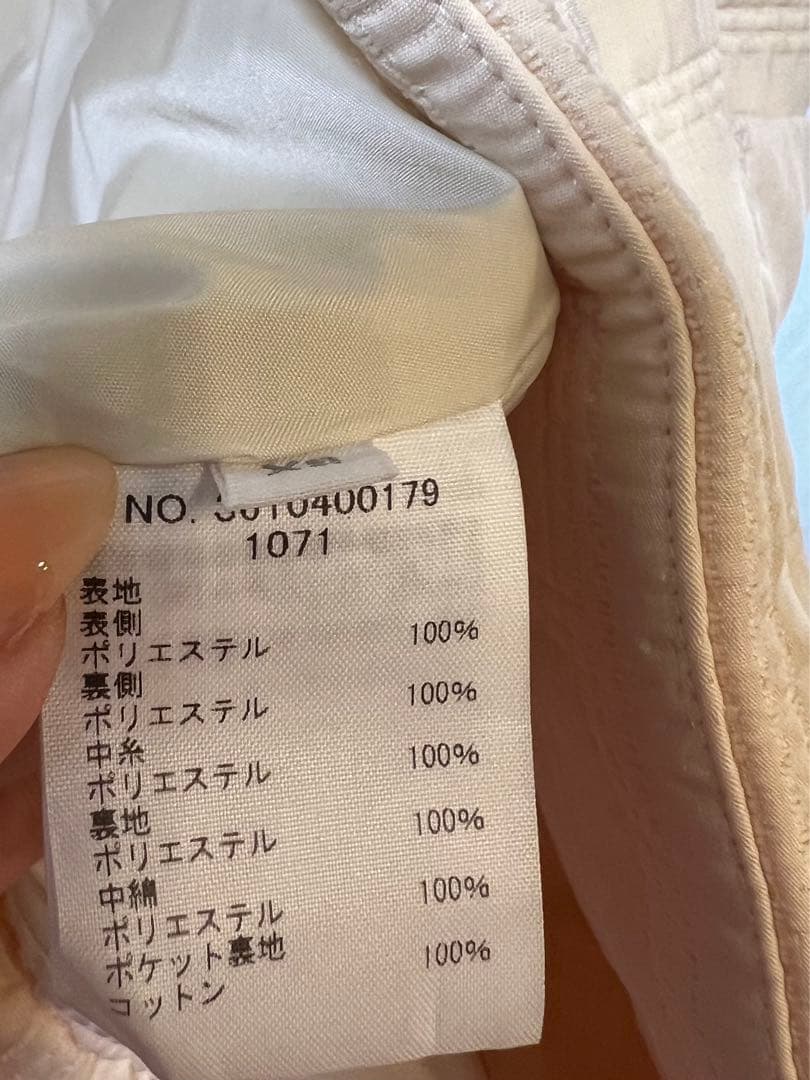 XS
NO. 3010400179
1071
表地
表側
ポリエステル 100%
裏側
ポリエステル 100%
中糸
ポリエステル 100%
裏地
ポリエステル 100%
中綿
ポリエステル 100%
ポケット裏地
コットン 100%